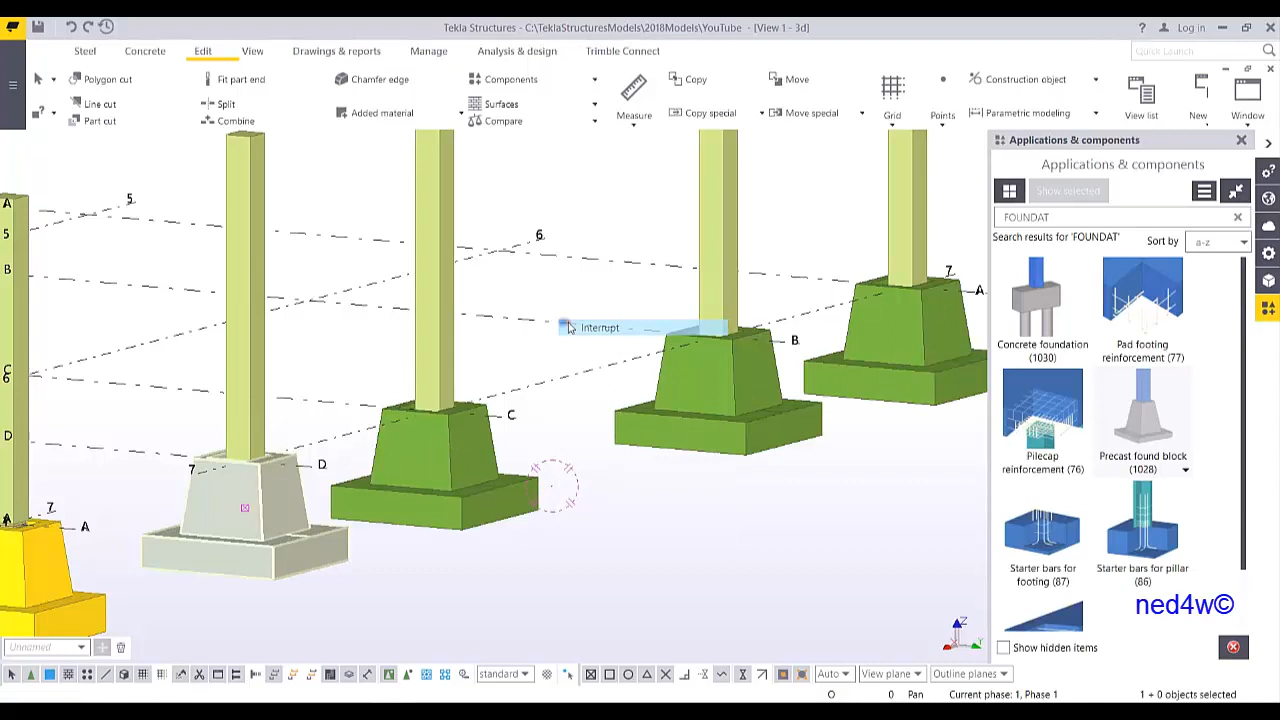 Tekla Structures - C:\TeklaStructuresModels\2018Models\YouTube - [View 1 - 3d]
? Log in
Steel Concrete Edit View Drawings & reports Manage Analysis & design Trimble Connect
Quick Launch
Polygon cut
Line cut
Part cut
Fit part end
Split
Combine
Chamfer edge
Added material
Components
Surfaces
Compare
Measure
Copy
Copy special
Move
Move special
Grid
Points
Construction object
Parametric modeling
View list
New
Window
Applications & components
Applications & components
Show selected
FOUNDAT
Search results for 'FOUNDAT'
Sort by
a-z
Concrete foundation (1030)
Pad footing reinforcement (77)
Pilecap reinforcement (76)
Precast found block (1028)
Starter bars for footing (87)
Starter bars for pillar (86)
ned4w©
Show hidden items
A
5
5
B
6
7
A
Interrupt
B
C
6
C
D
D
7
7
A
A
Z
Unnamed
standard
Auto
View plane
Outline planes
O 0 Pan Current phase: 1, Phase 1 1 + 0 objects selected